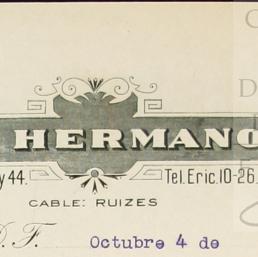 HERMANO
y 44. Tel. Eric. 10-26
CABLE: RUIZES
D. F. Octubre 4 de